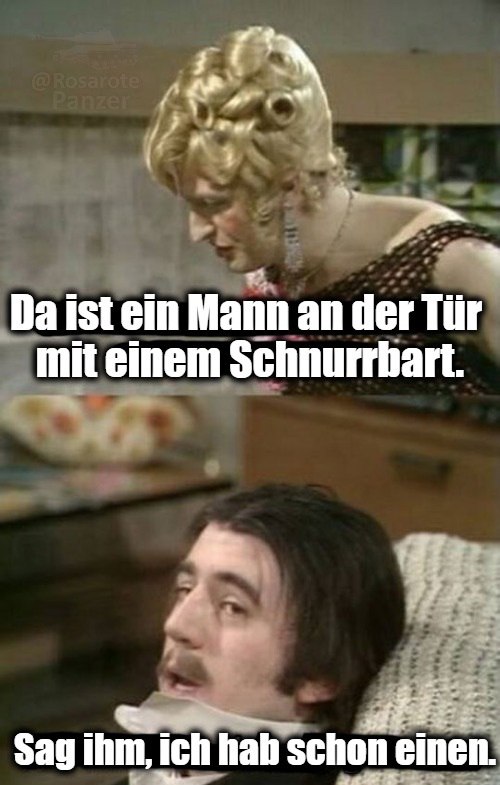 @Rosarote
Panzer
Da ist ein Mann an der Tür
mit einem Schnurrbart.
Sag ihm, ich hab schon einen.